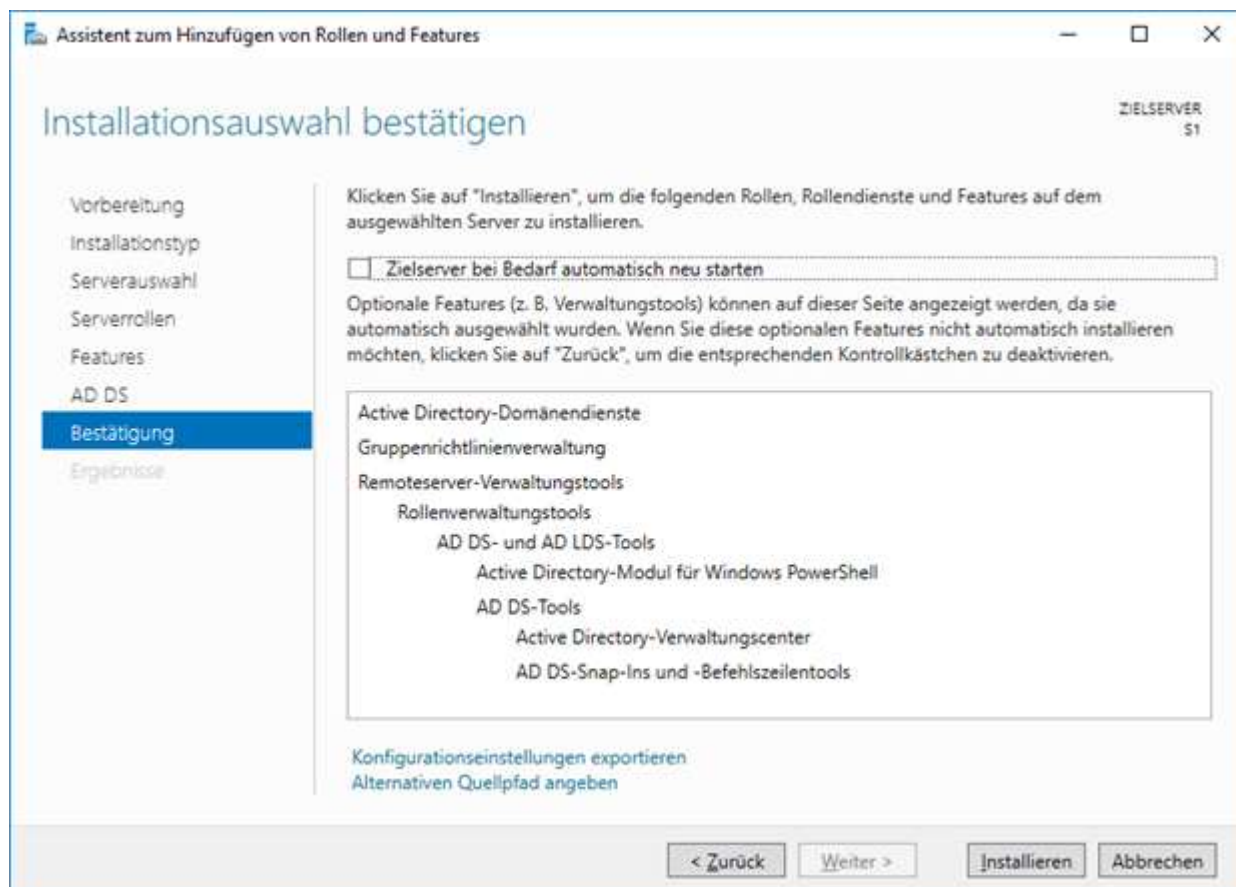 Assistent zum Hinzufügen von Rollen und Features
Installationsauswahl bestätigen
ZIELSERVER
S1
Vorbereitung
Installationstyp
Serverauswahl
Serverrollen
Features
AD DS
Bestätigung
Ergebnisse
Klicken Sie auf "Installieren", um die folgenden Rollen, Rollendienste und Features auf dem
ausgewählten Server zu installieren.
Zielserver bei Bedarf automatisch neu starten
Optionale Features (z. B. Verwaltungstools) können auf dieser Seite angezeigt werden, da sie
automatisch ausgewählt wurden. Wenn Sie diese optionalen Features nicht automatisch installieren
möchten, klicken Sie auf "Zurück", um die entsprechenden Kontrollkästchen zu deaktivieren.
Active Directory-Domänendienste
Gruppenrichtlinienverwaltung
Remoteserver-Verwaltungstools
Rollenverwaltungstools
AD DS- und AD LDS-Tools
Active Directory-Modul für Windows PowerShell
AD DS-Tools
Active Directory-Verwaltungscenter
AD DS-Snap-Ins und -Befehlszeilentools
Konfigurationseinstellungen exportieren
Alternativen Quellpfad angeben
< Zurück
Weiter >
Installieren
Abbrechen